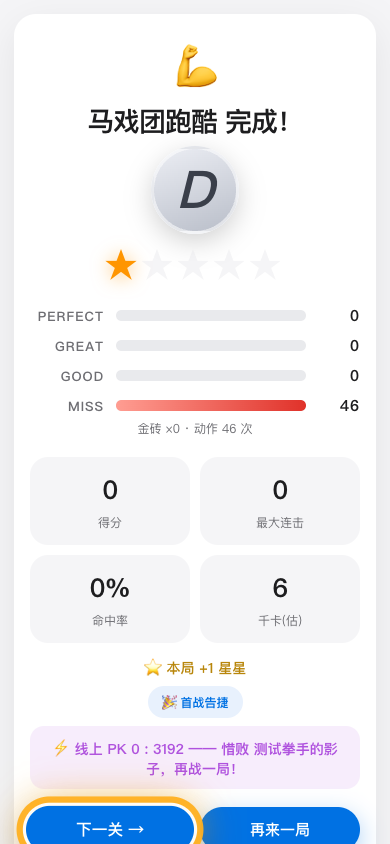 马戏团跑酷 完成！
D
PERFECT 0
GREAT 0
GOOD 0
MISS 46
金砖 x0 · 动作 46 次
0
得分
0
最大连击
0%
命中率
6
千卡(估)
本局 +1 星星
首战告捷
线上 PK 0 : 3192 —— 惜败 测试拳手的影
子，再战一局！
下一关 →
再来一局